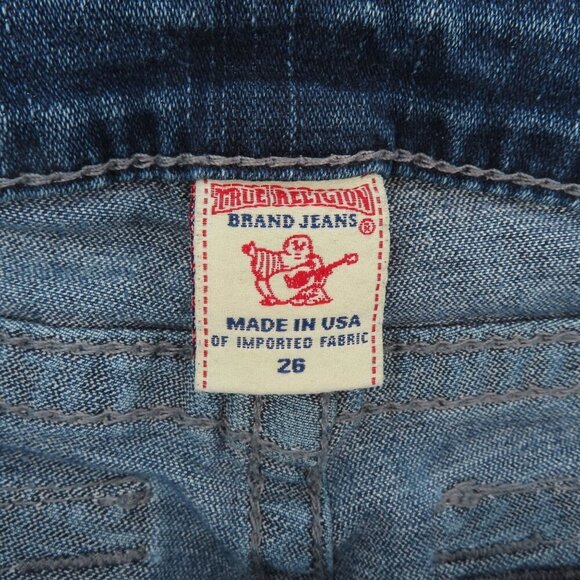 TRUE RELIGION
BRAND JEANS ®
MADE IN USA
OF IMPORTED FABRIC
26